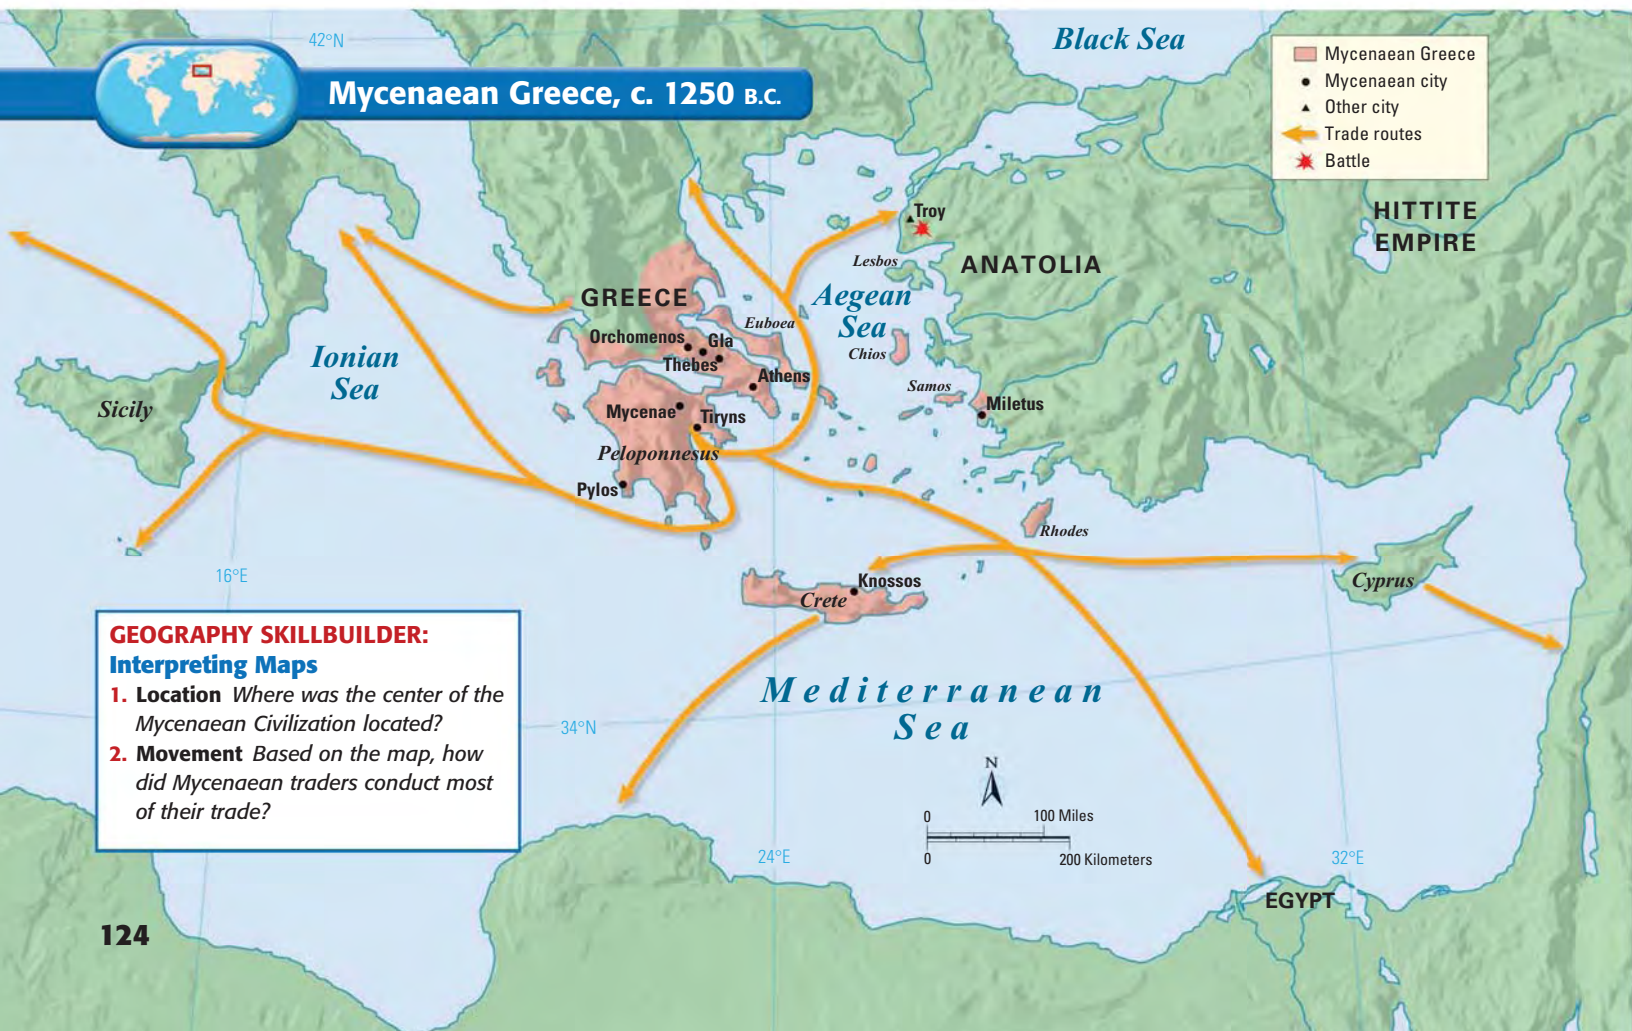 42°N
Black Sea
Mycenaean Greece, c. 1250 B.C.
Mycenaean Greece
Mycenaean city
Other city
Trade routes
Battle
HITTITE
EMPIRE
Troy
Lesbos
ANATOLIA
GREECE
Aegean
Sea
Euboea
Orchomenos
Gla
Chios
Thebes
Ionian
Sea
Athens
Samos
Sicily
Mycenae
Tiryns
Miletus
Peloponnesus
Pylos
Rhodes
16°E
Knossos
Crete
Cyprus
GEOGRAPHY SKILLBUILDER:
Interpreting Maps
1. Location Where was the center of the
Mycenaean Civilization located?
2. Movement Based on the map, how
did Mycenaean traders conduct most
of their trade?
Mediterranean
Sea
34°N
N
0 100 Miles
0 200 Kilometers
24°E
32°E
EGYPT
124